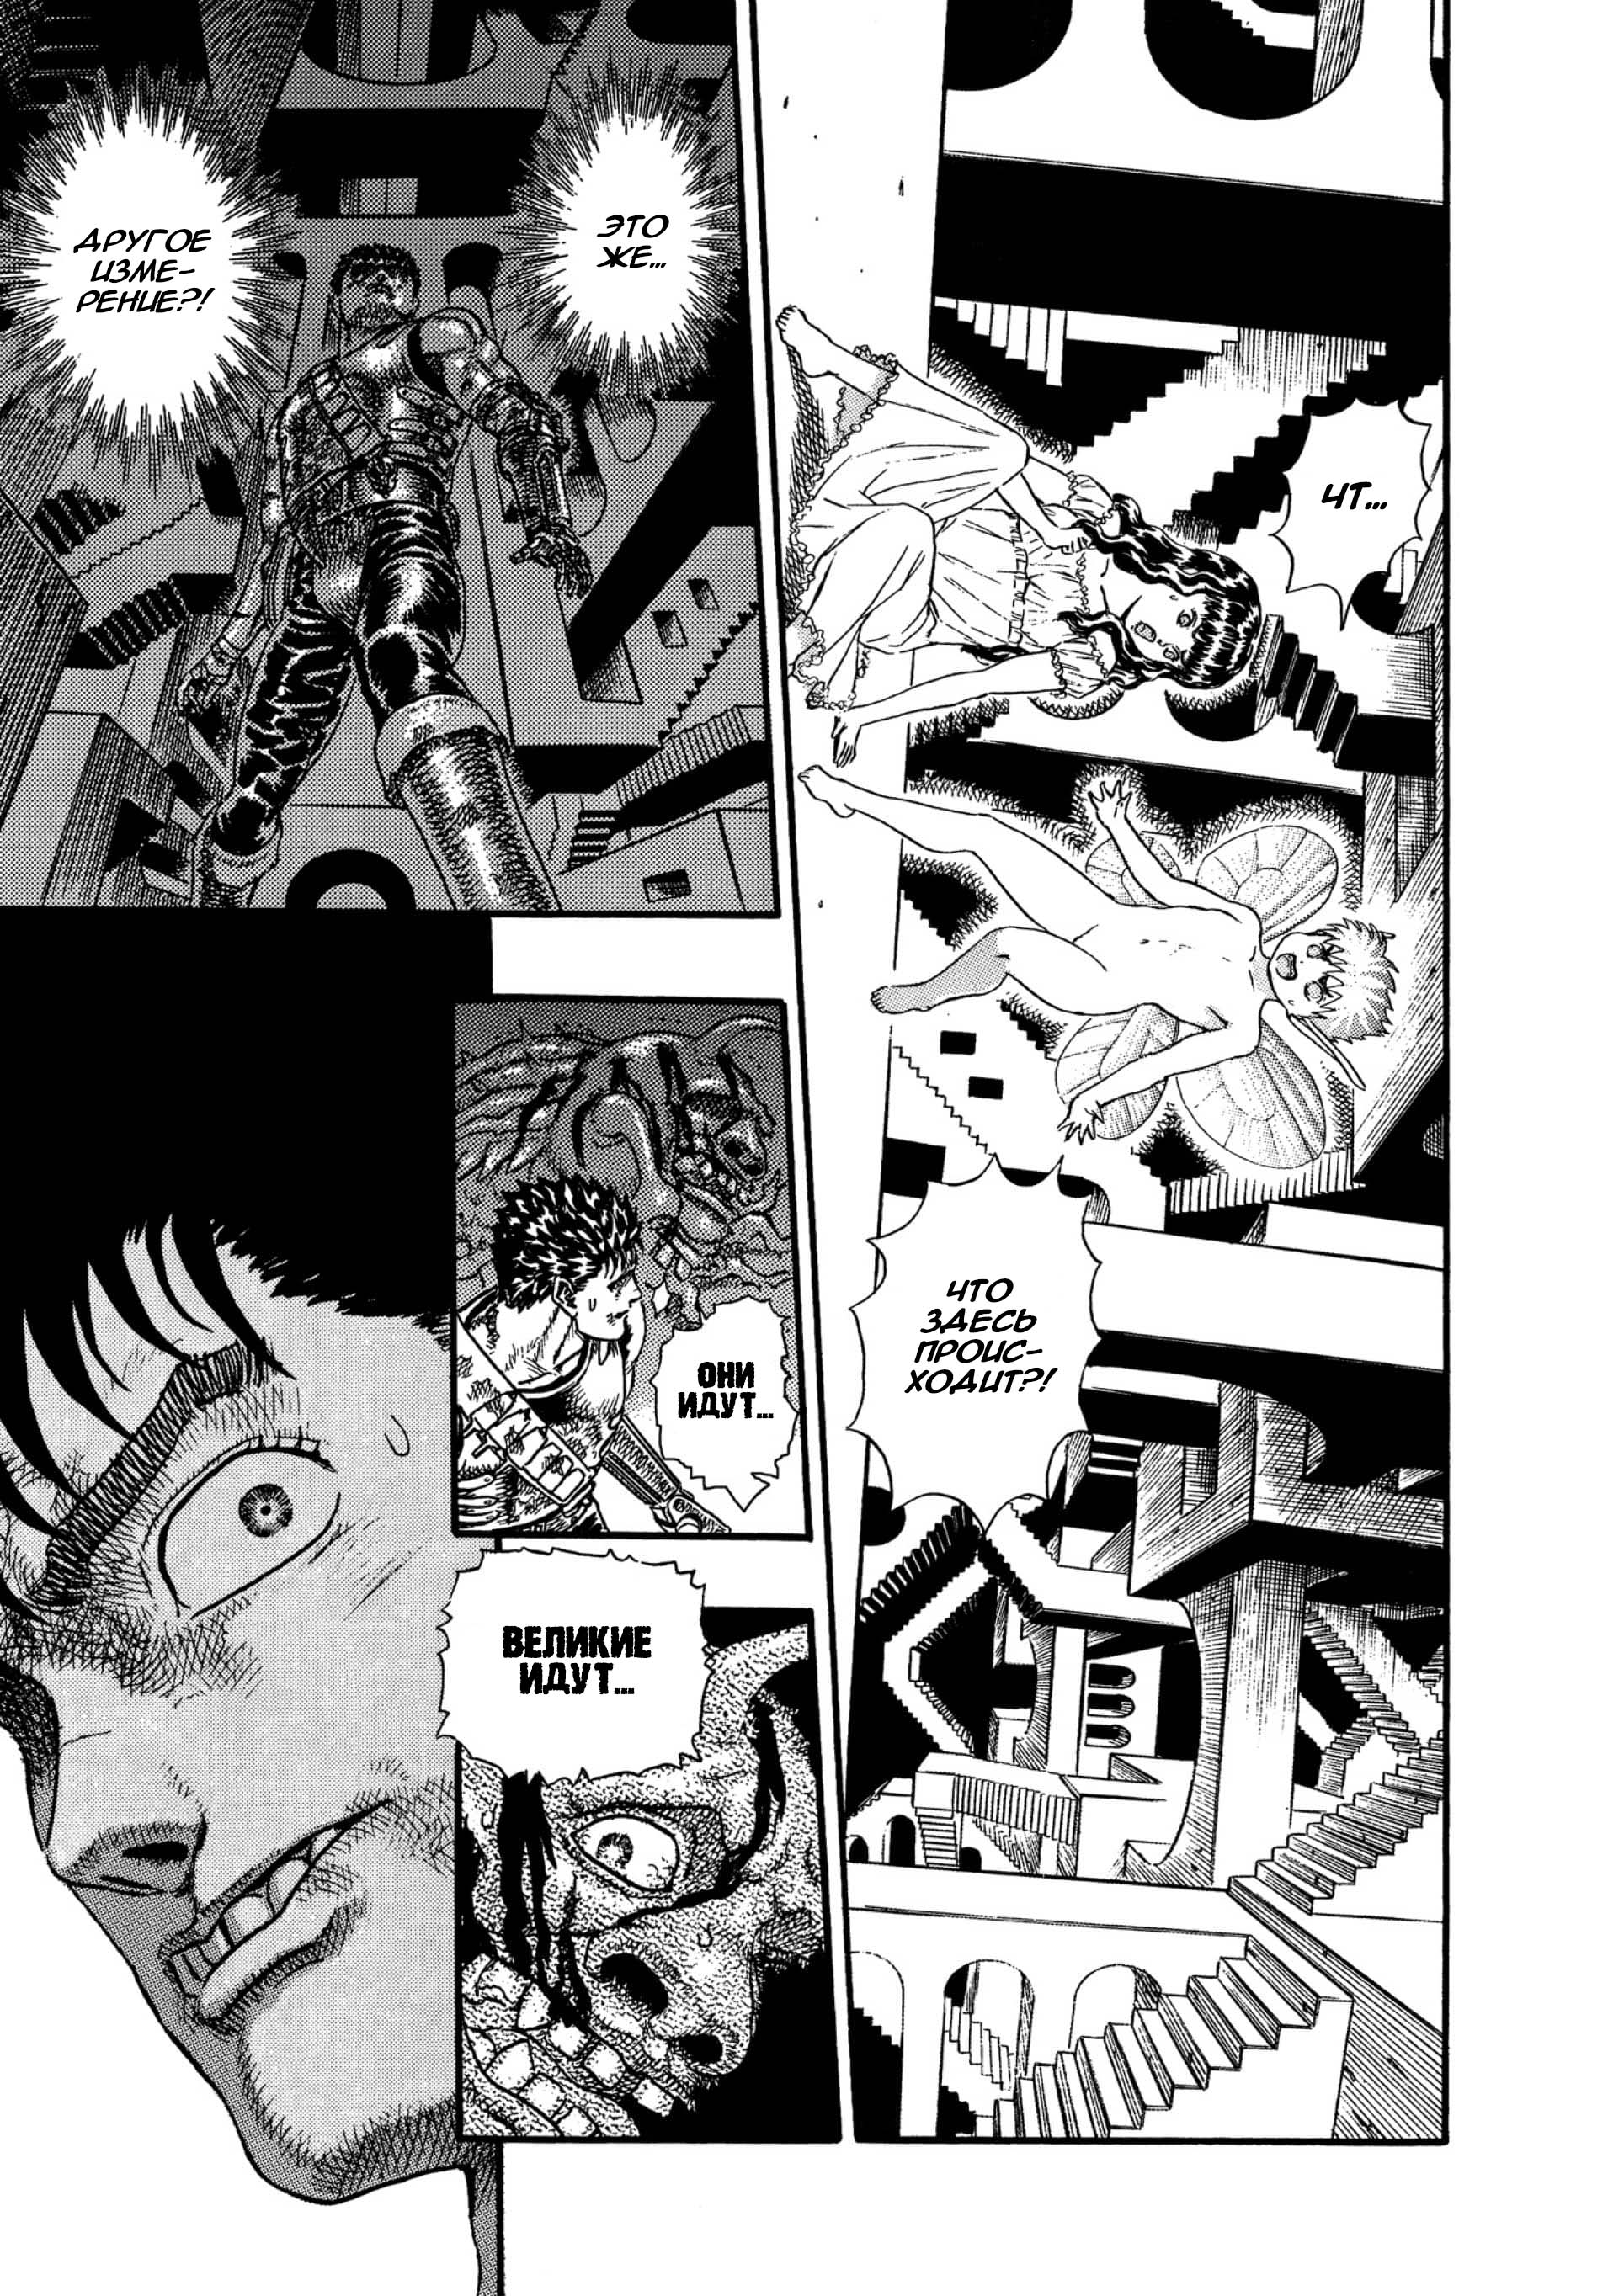 ЧТ...
ЧТО
ЗДЕСЬ
ПРОИС-
ХОДИТ?!
ЭТО
ЖЕ...
ДРУГОЕ
ИЗМЕ-
РЕНИЕ?!
ОНИ
ИДУТ...
ВЕЛИКИЕ
ИДУТ...